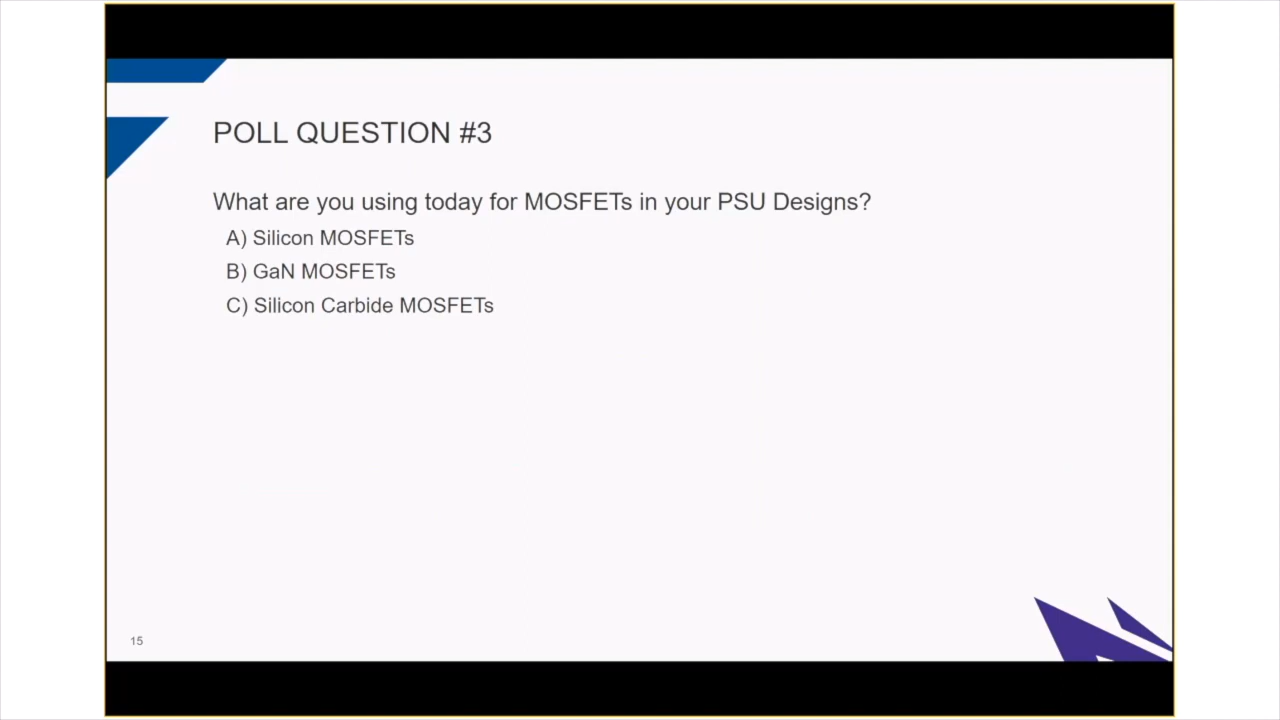 POLL QUESTION #3
What are you using today for MOSFETs in your PSU Designs?
A) Silicon MOSFETs
B) GaN MOSFETs
C) Silicon Carbide MOSFETs
15